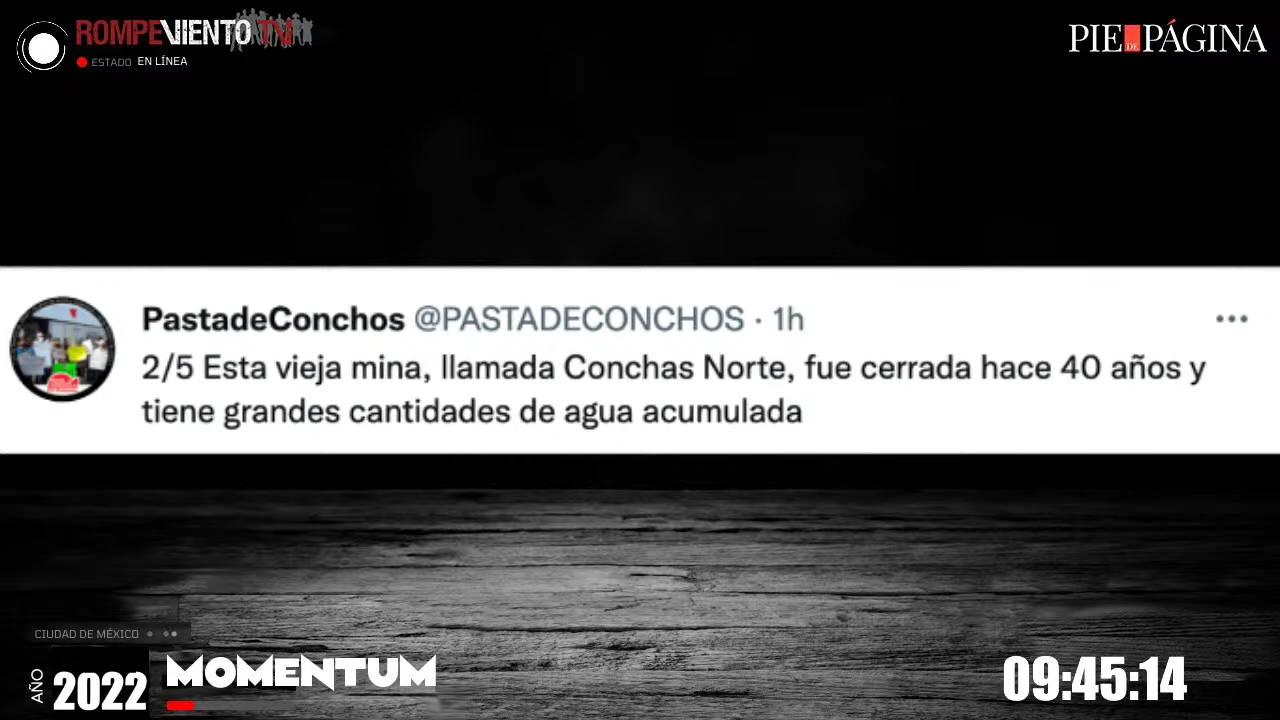 ROMPEVIENTO TV
ESTADO EN LÍNEA
PIE DE PÁGINA
PastadeConchos @PASTADECONCHOS · 1h
2/5 Esta vieja mina, llamada Conchas Norte, fue cerrada hace 40 años y
tiene grandes cantidades de agua acumulada
CIUDAD DE MÉXICO
AÑO 2022 MOMENTUM
09:45:14